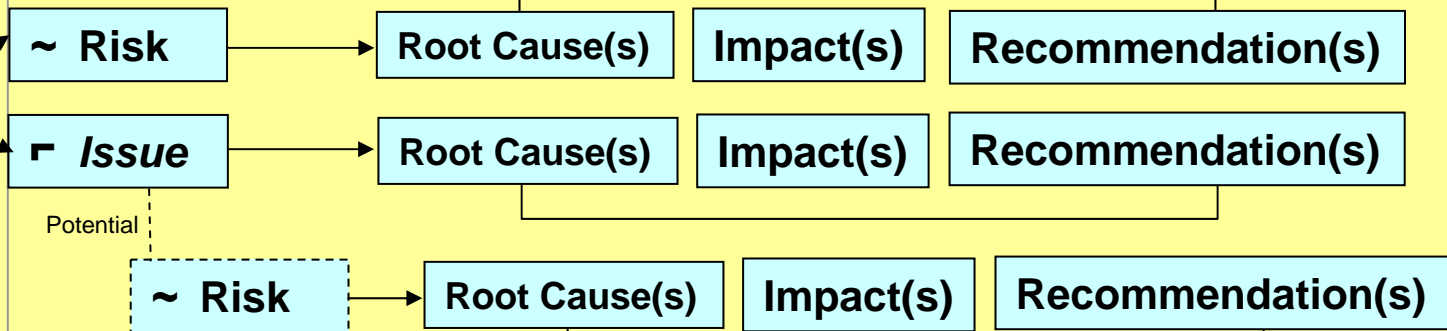 ~ Risk
Root Cause(s)
Impact(s)
Recommendation(s)
⌐ Issue
Root Cause(s)
Impact(s)
Recommendation(s)
Potential
~ Risk
Root Cause(s)
Impact(s)
Recommendation(s)